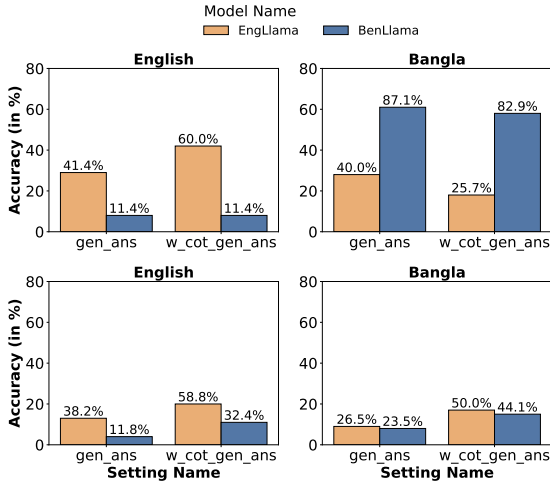 Model Name
EngLlama BenLlama
English
Accuracy (in %)
80
60
40
20
0
41.4%
11.4%
60.0%
11.4%
gen_ans w_cot_gen_ans
Bangla
80
60
40
20
0
40.0%
87.1%
25.7%
82.9%
gen_ans w_cot_gen_ans
English
Accuracy (in %)
80
60
40
20
0
38.2%
11.8%
58.8%
32.4%
gen_ans w_cot_gen_ans
Setting Name
Bangla
80
60
40
20
0
26.5%
23.5%
50.0%
44.1%
gen_ans w_cot_gen_ans
Setting Name